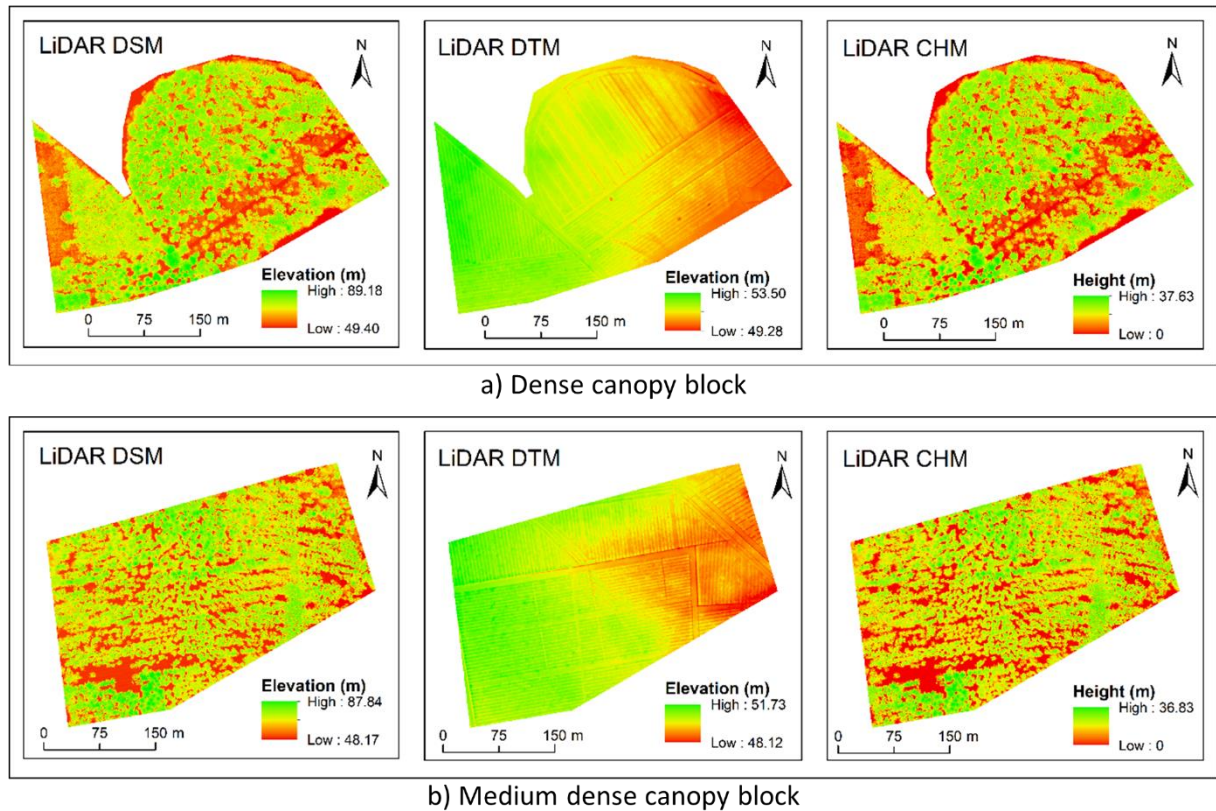 LiDAR DSM
N
Elevation (m)
High : 89.18
Low : 49.40
0 75 150 m
LiDAR DTM
N
Elevation (m)
High : 53.50
Low : 49.28
0 75 150 m
LiDAR CHM
N
Height (m)
High : 37.63
Low : 0
0 75 150 m
a) Dense canopy block
LiDAR DSM
N
Elevation (m)
High : 87.84
Low : 48.17
0 75 150 m
LiDAR DTM
N
Elevation (m)
High : 51.73
Low : 48.12
0 75 150 m
LiDAR CHM
N
Height (m)
High : 36.83
Low : 0
0 75 150 m
b) Medium dense canopy block